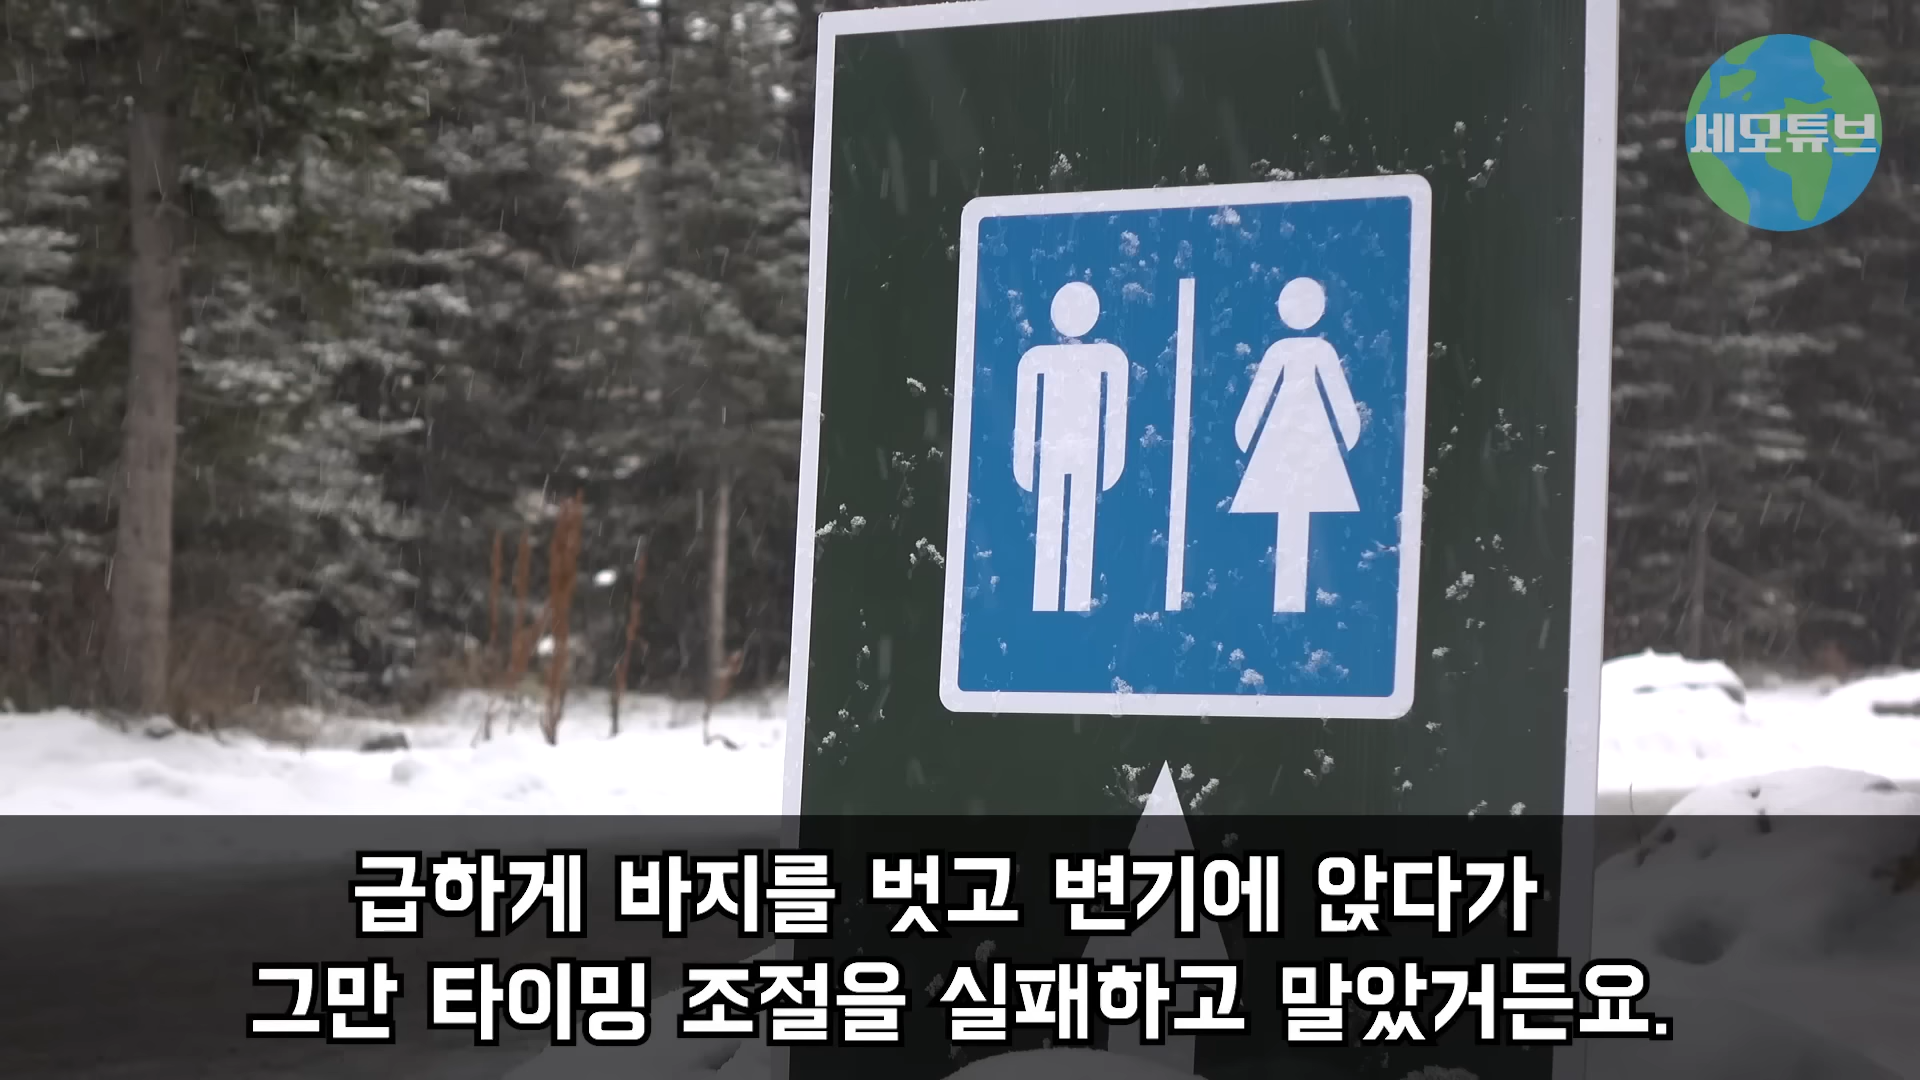 세모튜브
급하게 바지를 벗고 변기에 앉다가
그만 타이밍 조절을 실패하고 말았거든요.